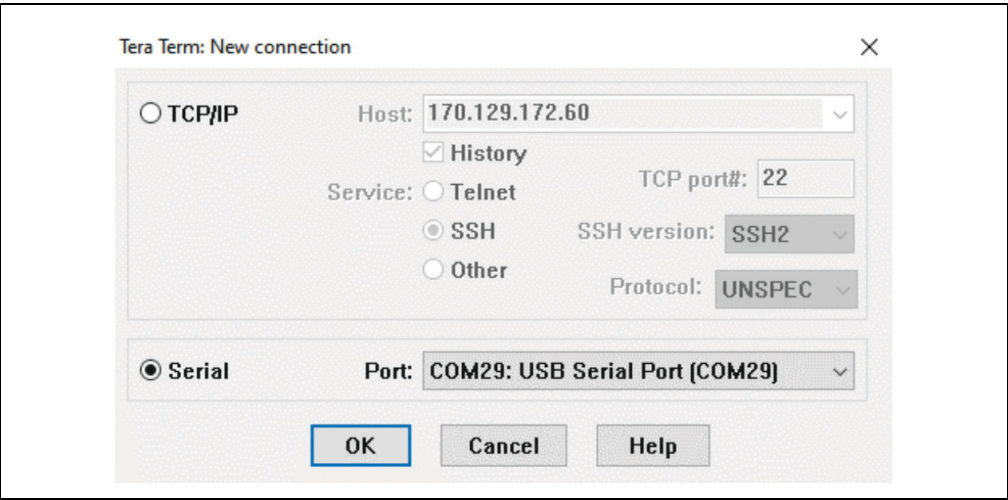 Tera Term: New connection
TCP/IP
Host: 170.129.172.60
History
Service: Telnet
TCP port#: 22
SSH
SSH version: SSH2
Other
Protocol: UNSPEC
Serial
Port: COM29: USB Serial Port (COM29)
OK Cancel Help